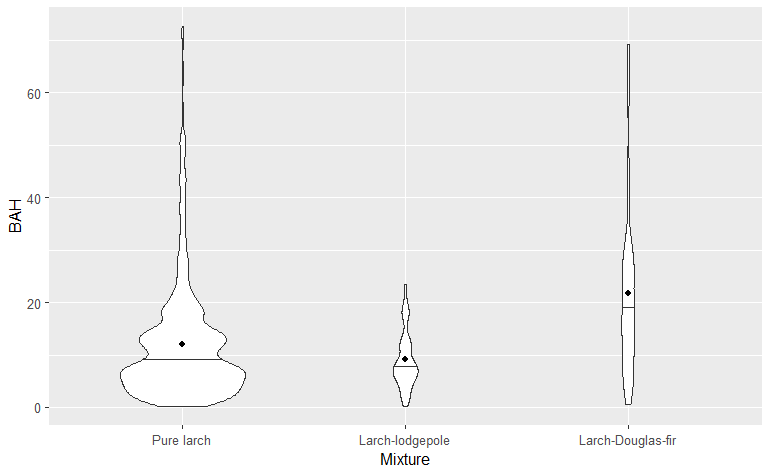 BAH
60
40
20
0
Pure larch
Larch-lodgepole
Larch-Douglas-fir
Mixture